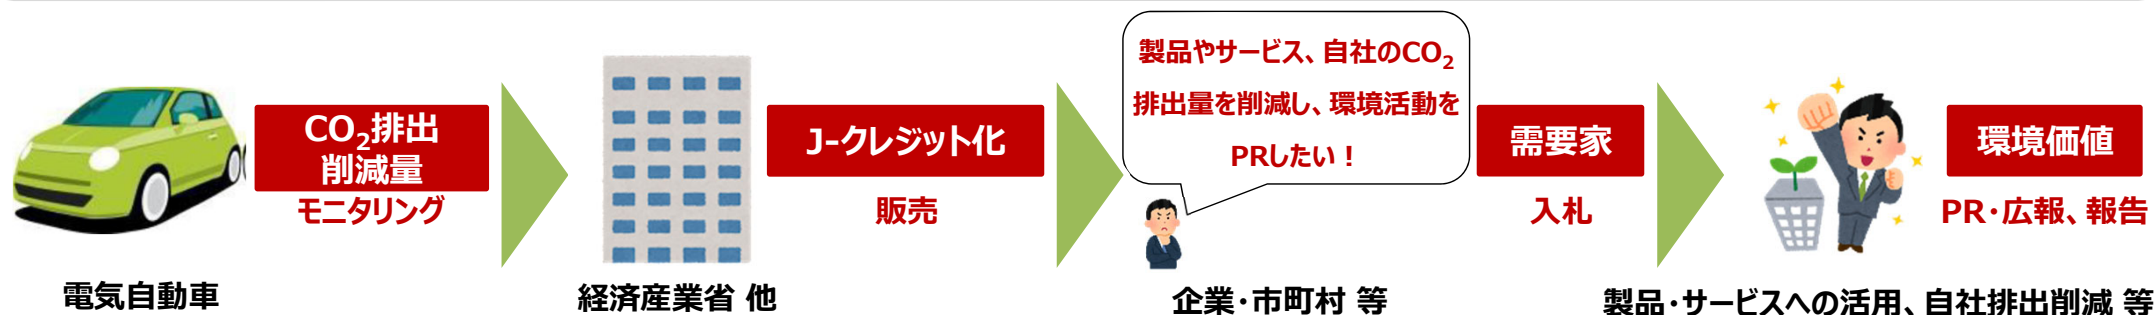 CO₂排出
削減量
モニタリング
電気自動車
J-クレジット化
販売
経済産業省 他
製品やサービス、自社のCO₂
排出量を削減し、環境活動を
PRしたい！
需要家
入札
企業・市町村 等
環境価値
PR・広報、報告
製品・サービスへの活用、自社排出削減 等